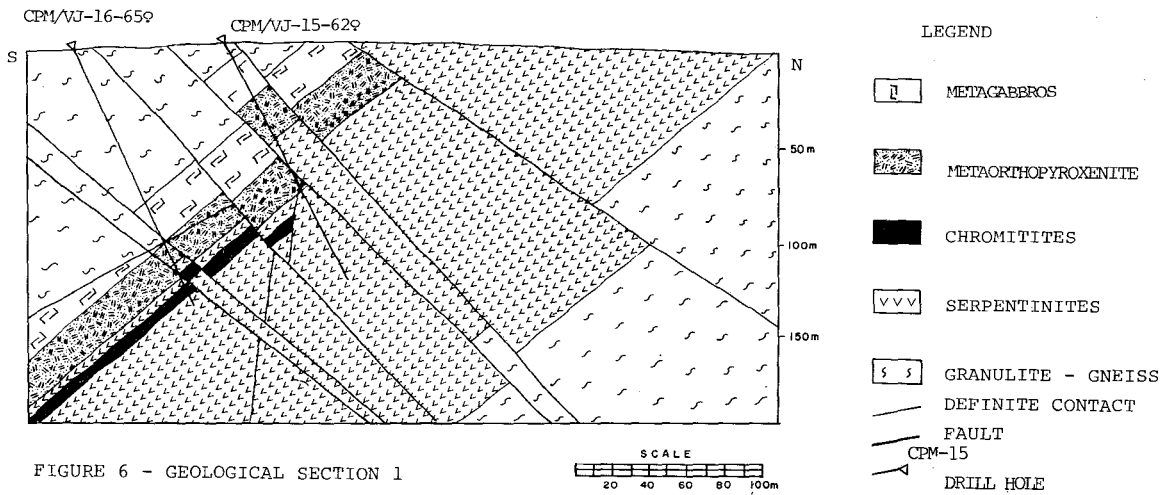 CPM/VJ-16-65º
CPM/VJ-15-62º
S
N
50m
100m
150m
LEGEND
METAGABBROS
METAORTHOPYROXENITE
CHROMITITES
SERPENTINITES
GRANULITE - GNEISS
DEFINITE CONTACT
FAULT
CPM-15
DRILL HOLE
FIGURE 6 - GEOLOGICAL SECTION 1
SCALE
20 40 60 80 100m